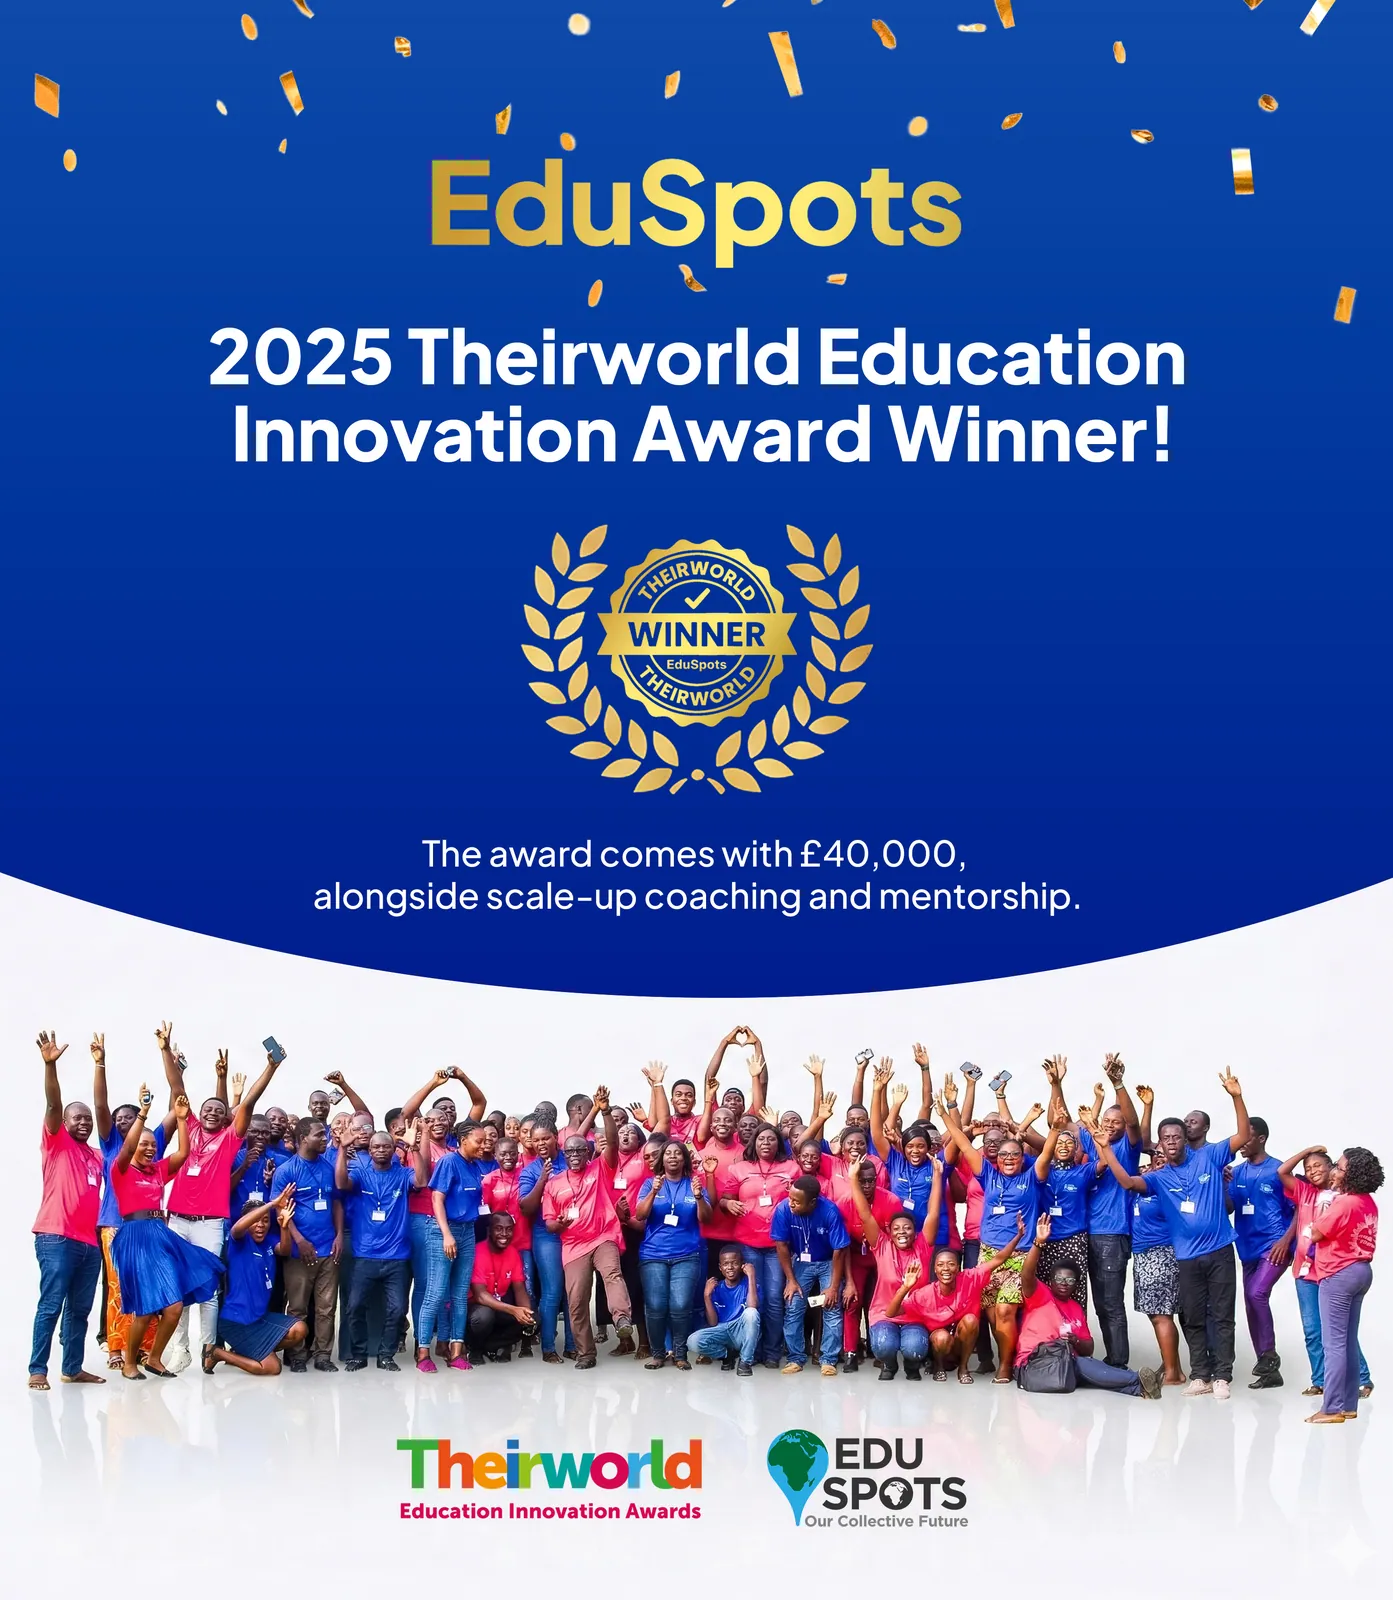 EduSpots
2025 Theirworld Education
Innovation Award Winner!
THEIRWORLD
WINNER
EduSpots
THEIRWORLD
The award comes with £40,000,
alongside scale-up coaching and mentorship.
Theirworld
Education Innovation Awards
EDU
SPOTS
Our Collective Future